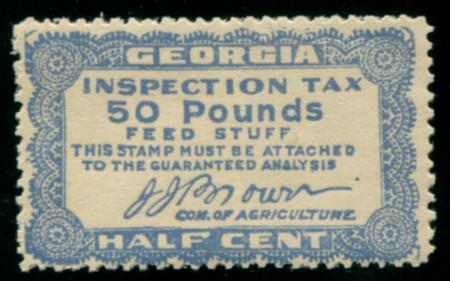 GEORGIA
INSPECTION TAX
50 Pounds
FEED STUFF
THIS STAMP MUST BE ATTACHED
TO THE GUARANTEED ANALYSIS
J J Brown
COM. OF AGRICULTURE.
HALF CENT